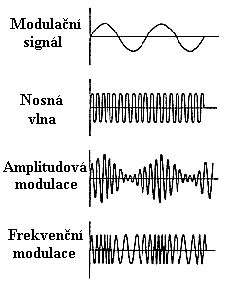 Modulační
signál
Nosná
vlna
Amplitudová
modulace
Frekvenční
modulace